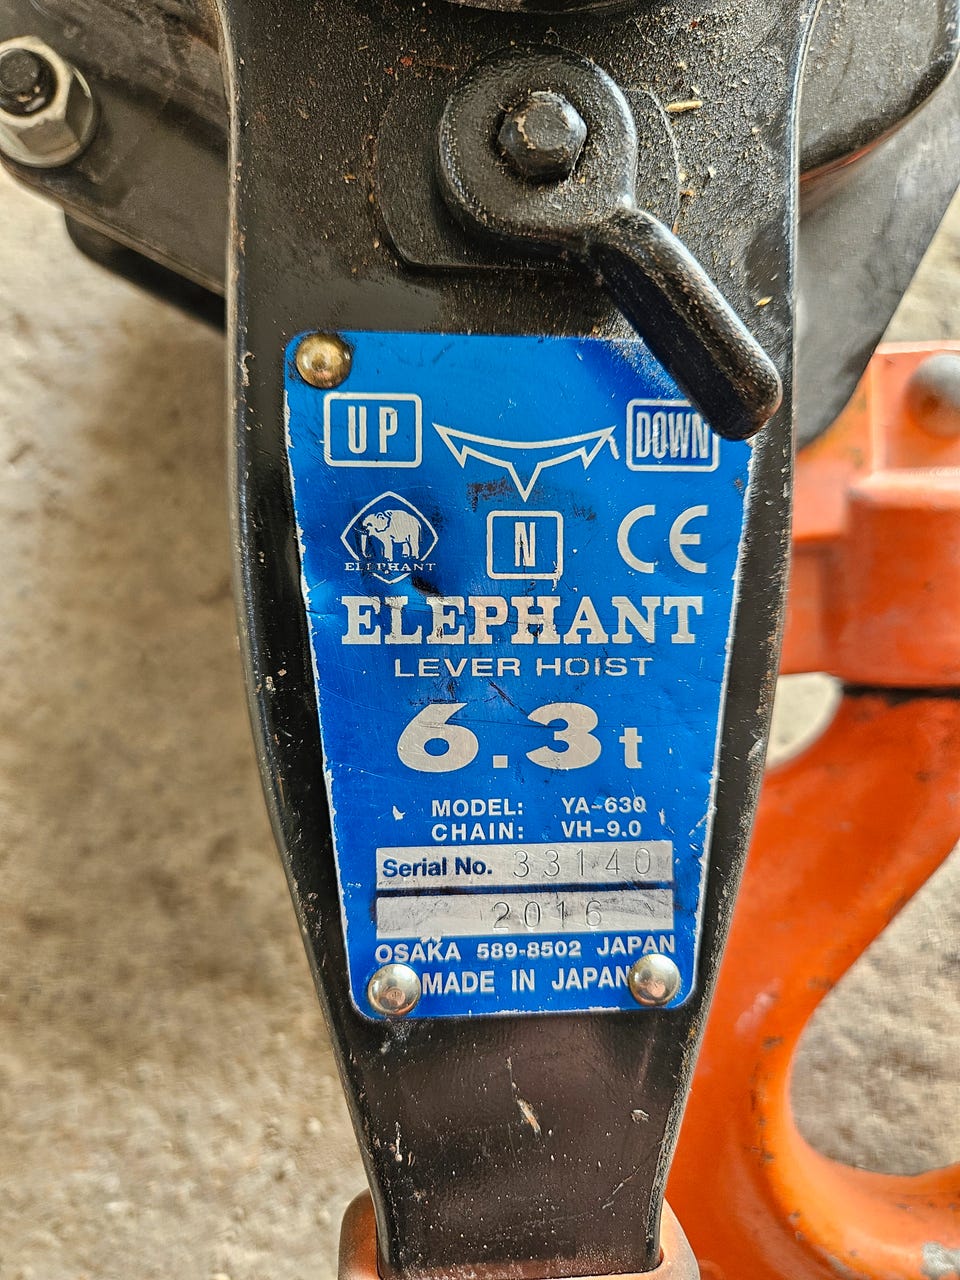 UP
DOWN
ELEPHANT
N
CE
ELEPHANT
LEVER HOIST
6.3t
MODEL: YA-630
CHAIN: VH-9.0
Serial No. 33140
2016
OSAKA 589-8502 JAPAN
MADE IN JAPAN